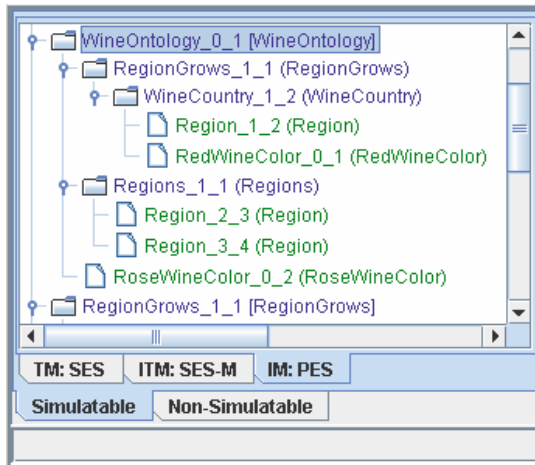 WineOntology_0_1 [WineOntology]
RegionGrows_1_1 (RegionGrows)
WineCountry_1_2 (WineCountry)
Region_1_2 (Region)
RedWineColor_0_1 (RedWineColor)
Regions_1_1 (Regions)
Region_2_3 (Region)
Region_3_4 (Region)
RoseWineColor_0_2 (RoseWineColor)
RegionGrows_1_1 [RegionGrows]
TM: SES ITM: SES-M IM: PES
Simulatable Non-Simulatable